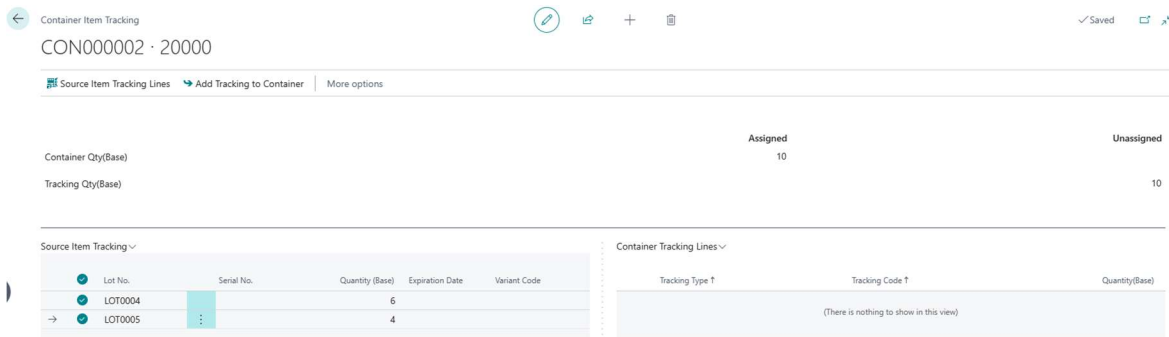 Container Item Tracking
Saved
CON000002 · 20000
Source Item Tracking Lines Add Tracking to Container More options
Assigned Unassigned
Container Qty(Base) 10
Tracking Qty(Base) 10
Source Item Tracking
Lot No. Serial No. Quantity (Base) Expiration Date Variant Code
LOT0004 6
LOT0005 4
Container Tracking Lines
Tracking Type ↑ Tracking Code ↑ Quantity(Base)
(There is nothing to show in this view)